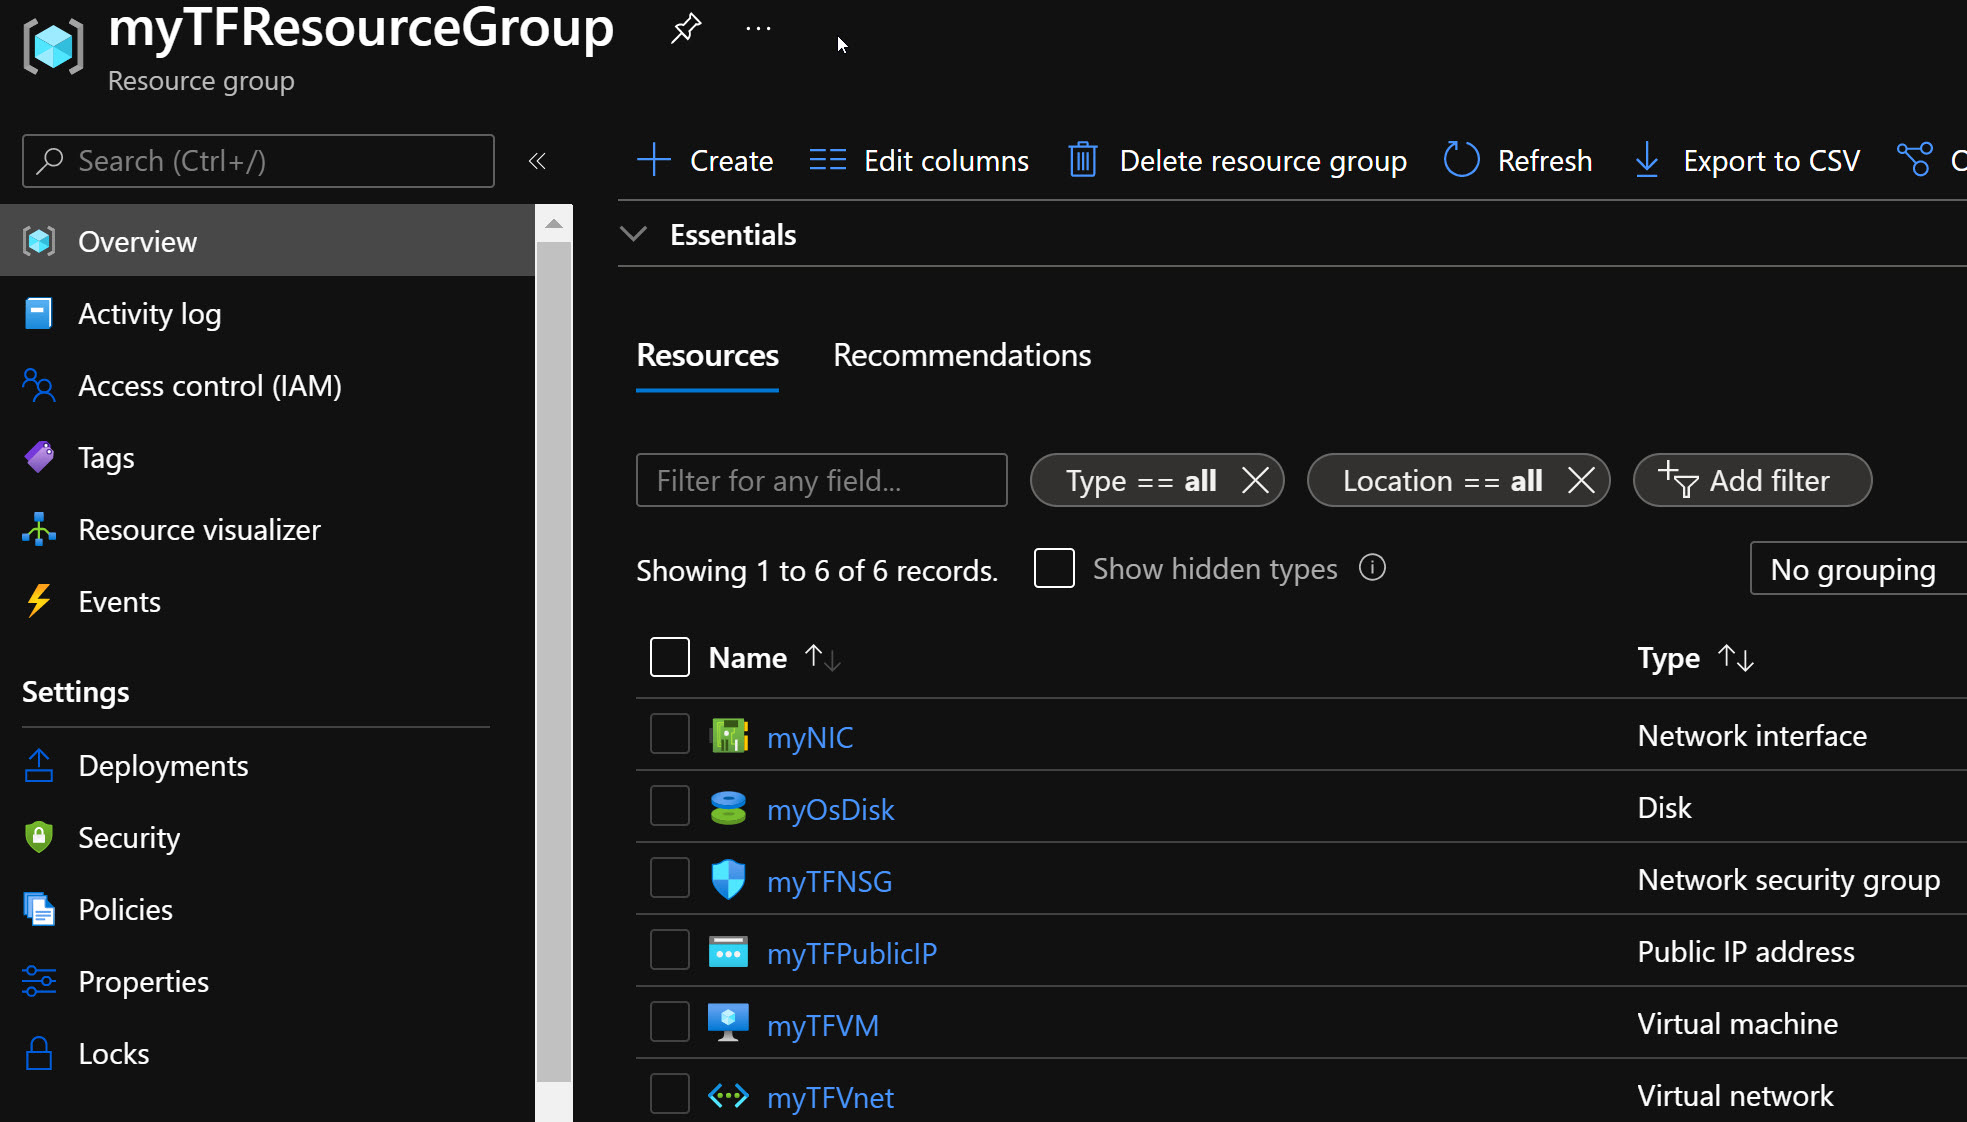 myTFResourceGroup
...
Resource group
Search (Ctrl+/)
«
Create
Edit columns
Delete resource group
Refresh
Export to CSV
Overview
Activity log
Access control (IAM)
Tags
Resource visualizer
Events
Settings
Deployments
Security
Policies
Properties
Locks
Essentials
Resources
Recommendations
Filter for any field...
Type == all
Location == all
Add filter
Showing 1 to 6 of 6 records.
Show hidden types
No grouping
Name
Type
myNIC
Network interface
myOsDisk
Disk
myTFNSG
Network security group
myTFPublicIP
Public IP address
myTFVM
Virtual machine
myTFVnet
Virtual network